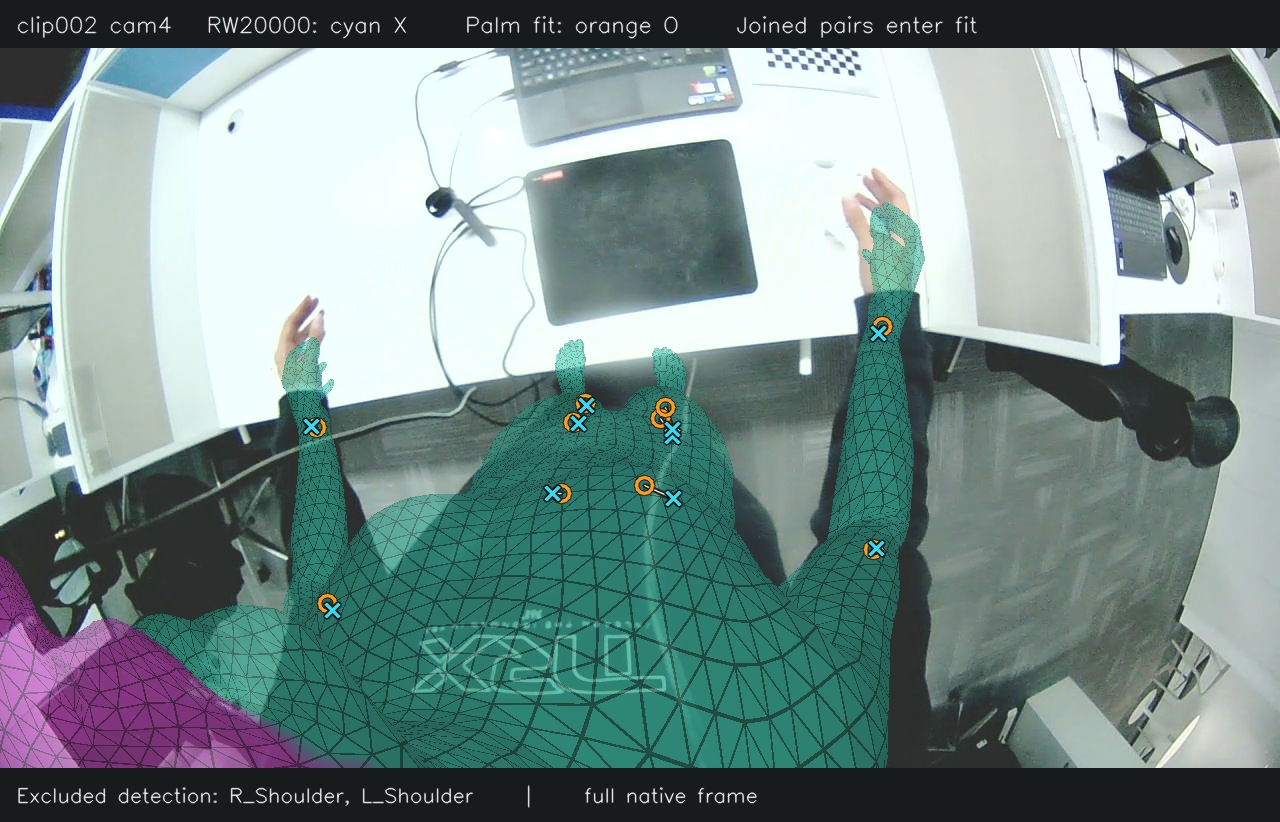 clip002 cam4 RW20000: cyan X Palm fit: orange O Joined pairs enter fit
Excluded detection: R_Shoulder, L_Shoulder | full native frame